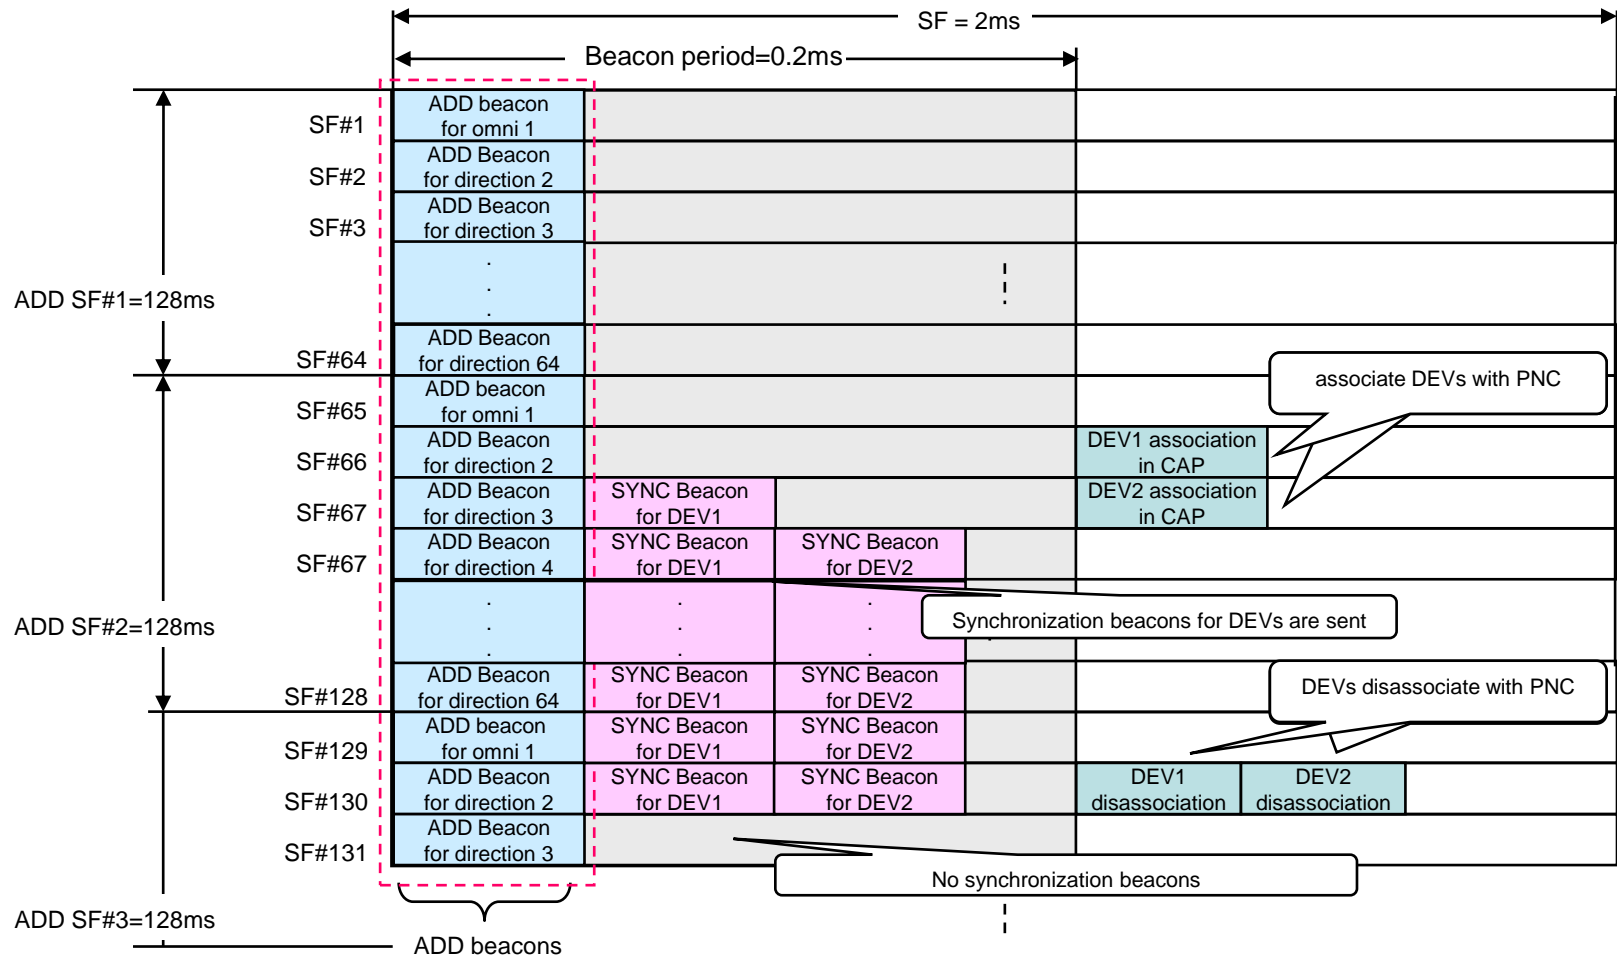 SF = 2ms
Beacon period=0.2ms
SF#1
ADD beacon
for omni 1
SF#2
ADD Beacon
for direction 2
SF#3
ADD Beacon
for direction 3
.
.
.
ADD SF#1=128ms
SF#64
ADD Beacon
for direction 64
associate DEVs with PNC
SF#65
ADD beacon
for omni 1
SF#66
ADD Beacon
for direction 2
DEV1 association
in CAP
SF#67
ADD Beacon
for direction 3
SYNC Beacon
for DEV1
DEV2 association
in CAP
SF#67
ADD Beacon
for direction 4
SYNC Beacon
for DEV1
SYNC Beacon
for DEV2
.
.
.
.
.
.
.
.
.
Synchronization beacons for DEVs are sent
ADD SF#2=128ms
SF#128
ADD Beacon
for direction 64
SYNC Beacon
for DEV1
SYNC Beacon
for DEV2
DEVs disassociate with PNC
SF#129
ADD beacon
for omni 1
SYNC Beacon
for DEV1
SYNC Beacon
for DEV2
SF#130
ADD Beacon
for direction 2
SYNC Beacon
for DEV1
SYNC Beacon
for DEV2
DEV1
disassociation
DEV2
disassociation
SF#131
ADD Beacon
for direction 3
No synchronization beacons
ADD SF#3=128ms
ADD beacons